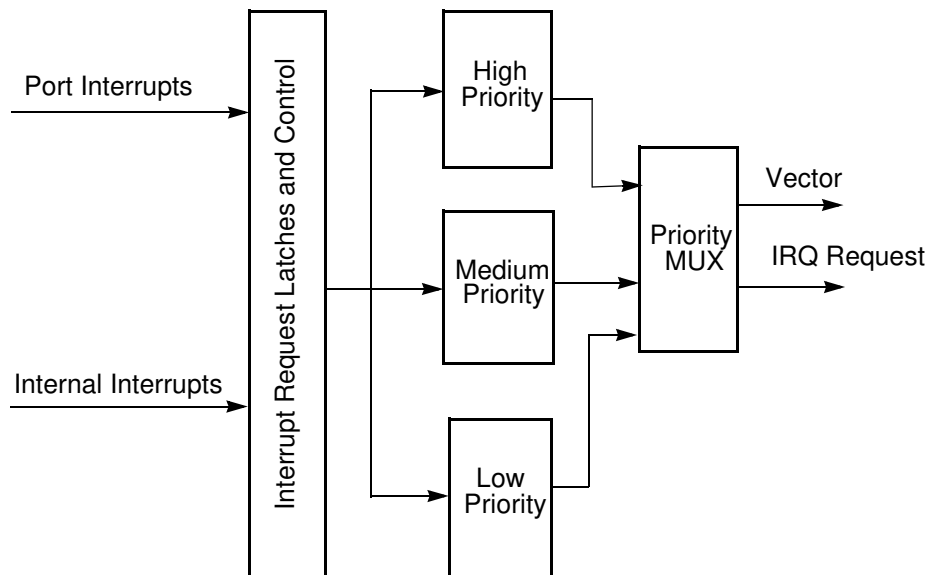 Port Interrupts
Internal Interrupts
Interrupt Request Latches and Control
High
Priority
Medium
Priority
Low
Priority
Priority
MUX
Vector
IRQ Request